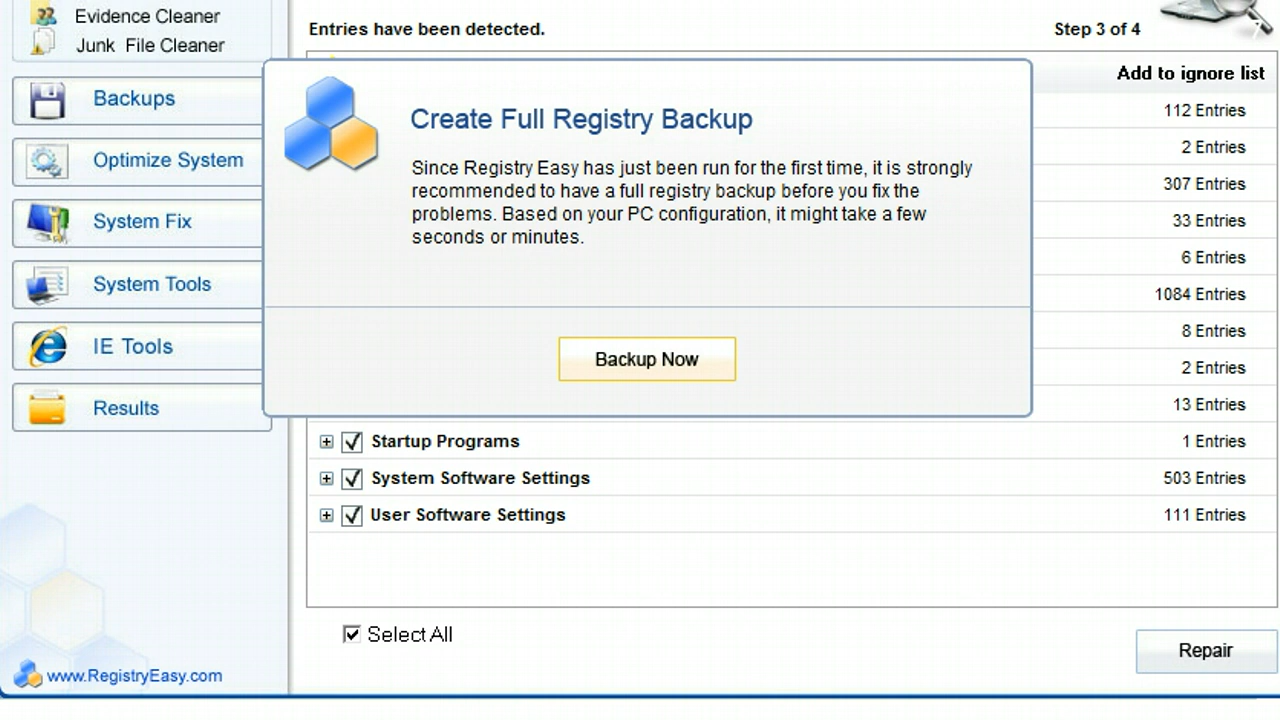 Evidence Cleaner
Junk File Cleaner
Backups
Optimize System
System Fix
System Tools
IE Tools
Results
www.RegistryEasy.com
Entries have been detected.
Step 3 of 4
Add to ignore list
112 Entries
2 Entries
307 Entries
33 Entries
6 Entries
1084 Entries
8 Entries
2 Entries
13 Entries
Create Full Registry Backup
Since Registry Easy has just been run for the first time, it is strongly
recommended to have a full registry backup before you fix the
problems. Based on your PC configuration, it might take a few
seconds or minutes.
Backup Now
Startup Programs 1 Entries
System Software Settings 503 Entries
User Software Settings 111 Entries
Select All
Repair